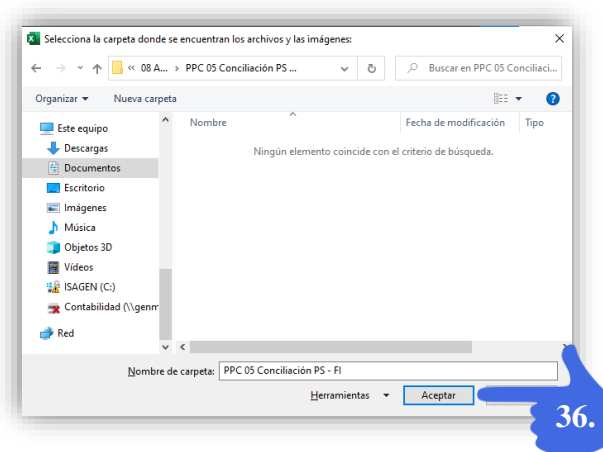 Selecciona la carpeta donde se encuentran los archivos y las imágenes:
« 08 A... › PPC 05 Conciliación PS ...
Buscar en PPC 05 Conciliaci...
Organizar
Nueva carpeta
Nombre
Fecha de modificación
Tipo
Ningún elemento coincide con el criterio de búsqueda.
Este equipo
Descargas
Documentos
Escritorio
Imágenes
Música
Objetos 3D
Vídeos
ISAGEN (C:)
Contabilidad (\\genm
Red
Nombre de carpeta:
PPC 05 Conciliación PS - FI
Herramientas
Aceptar
36.